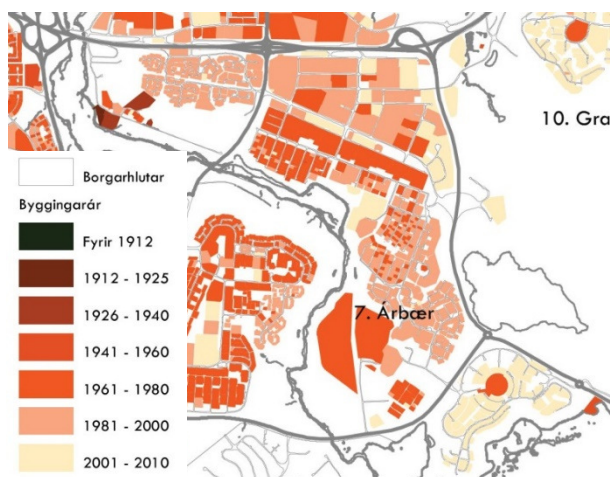 10. Gra
Borgarhlutar
Byggingarár
Fyrir 1912
1912 - 1925
1926 - 1940
1941 - 1960
7. Árbær
1961 - 1980
1981 - 2000
2001 - 2010